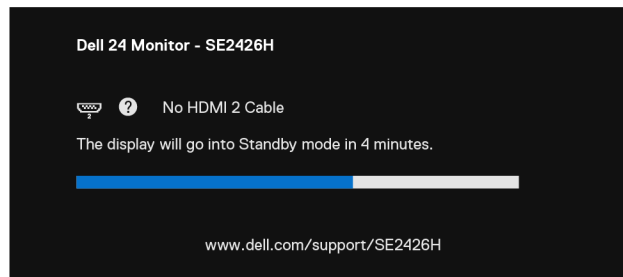 Dell 24 Monitor - SE2426H
2 ? No HDMI 2 Cable
The display will go into Standby mode in 4 minutes.
www.dell.com/support/SE2426H